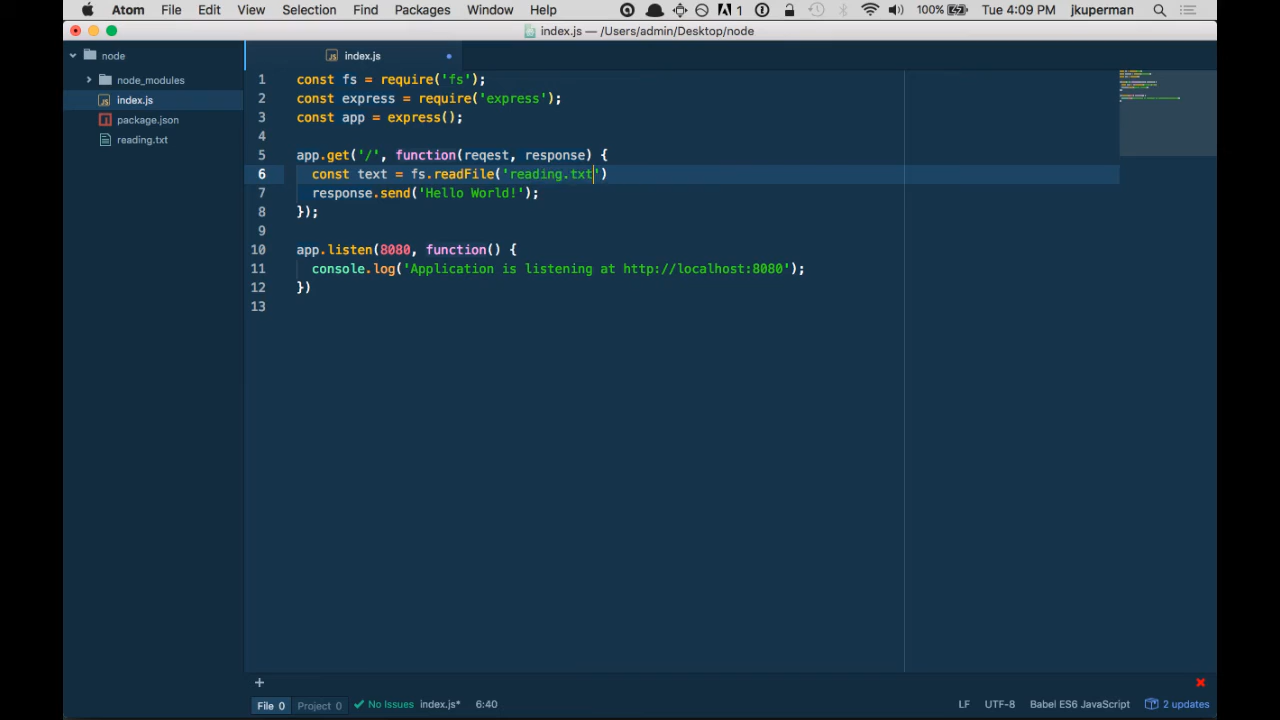 Atom File Edit View Selection Find Packages Window Help 1 100% Tue 4:09 PM jkuperman
index.js — /Users/admin/Desktop/node
node
node_modules
index.js
package.json
reading.txt
index.js
1 const fs = require('fs');
2 const express = require('express');
3 const app = express();
4
5 app.get('/', function(reqest, response) {
6 const text = fs.readFile('reading.txt')
7 response.send('Hello World!');
8 });
9
10 app.listen(8080, function() {
11 console.log('Application is listening at http://localhost:8080');
12 })
13
+
File 0 Project 0 No Issues index.js* 6:40 LF UTF-8 Babel ES6 JavaScript 2 updates